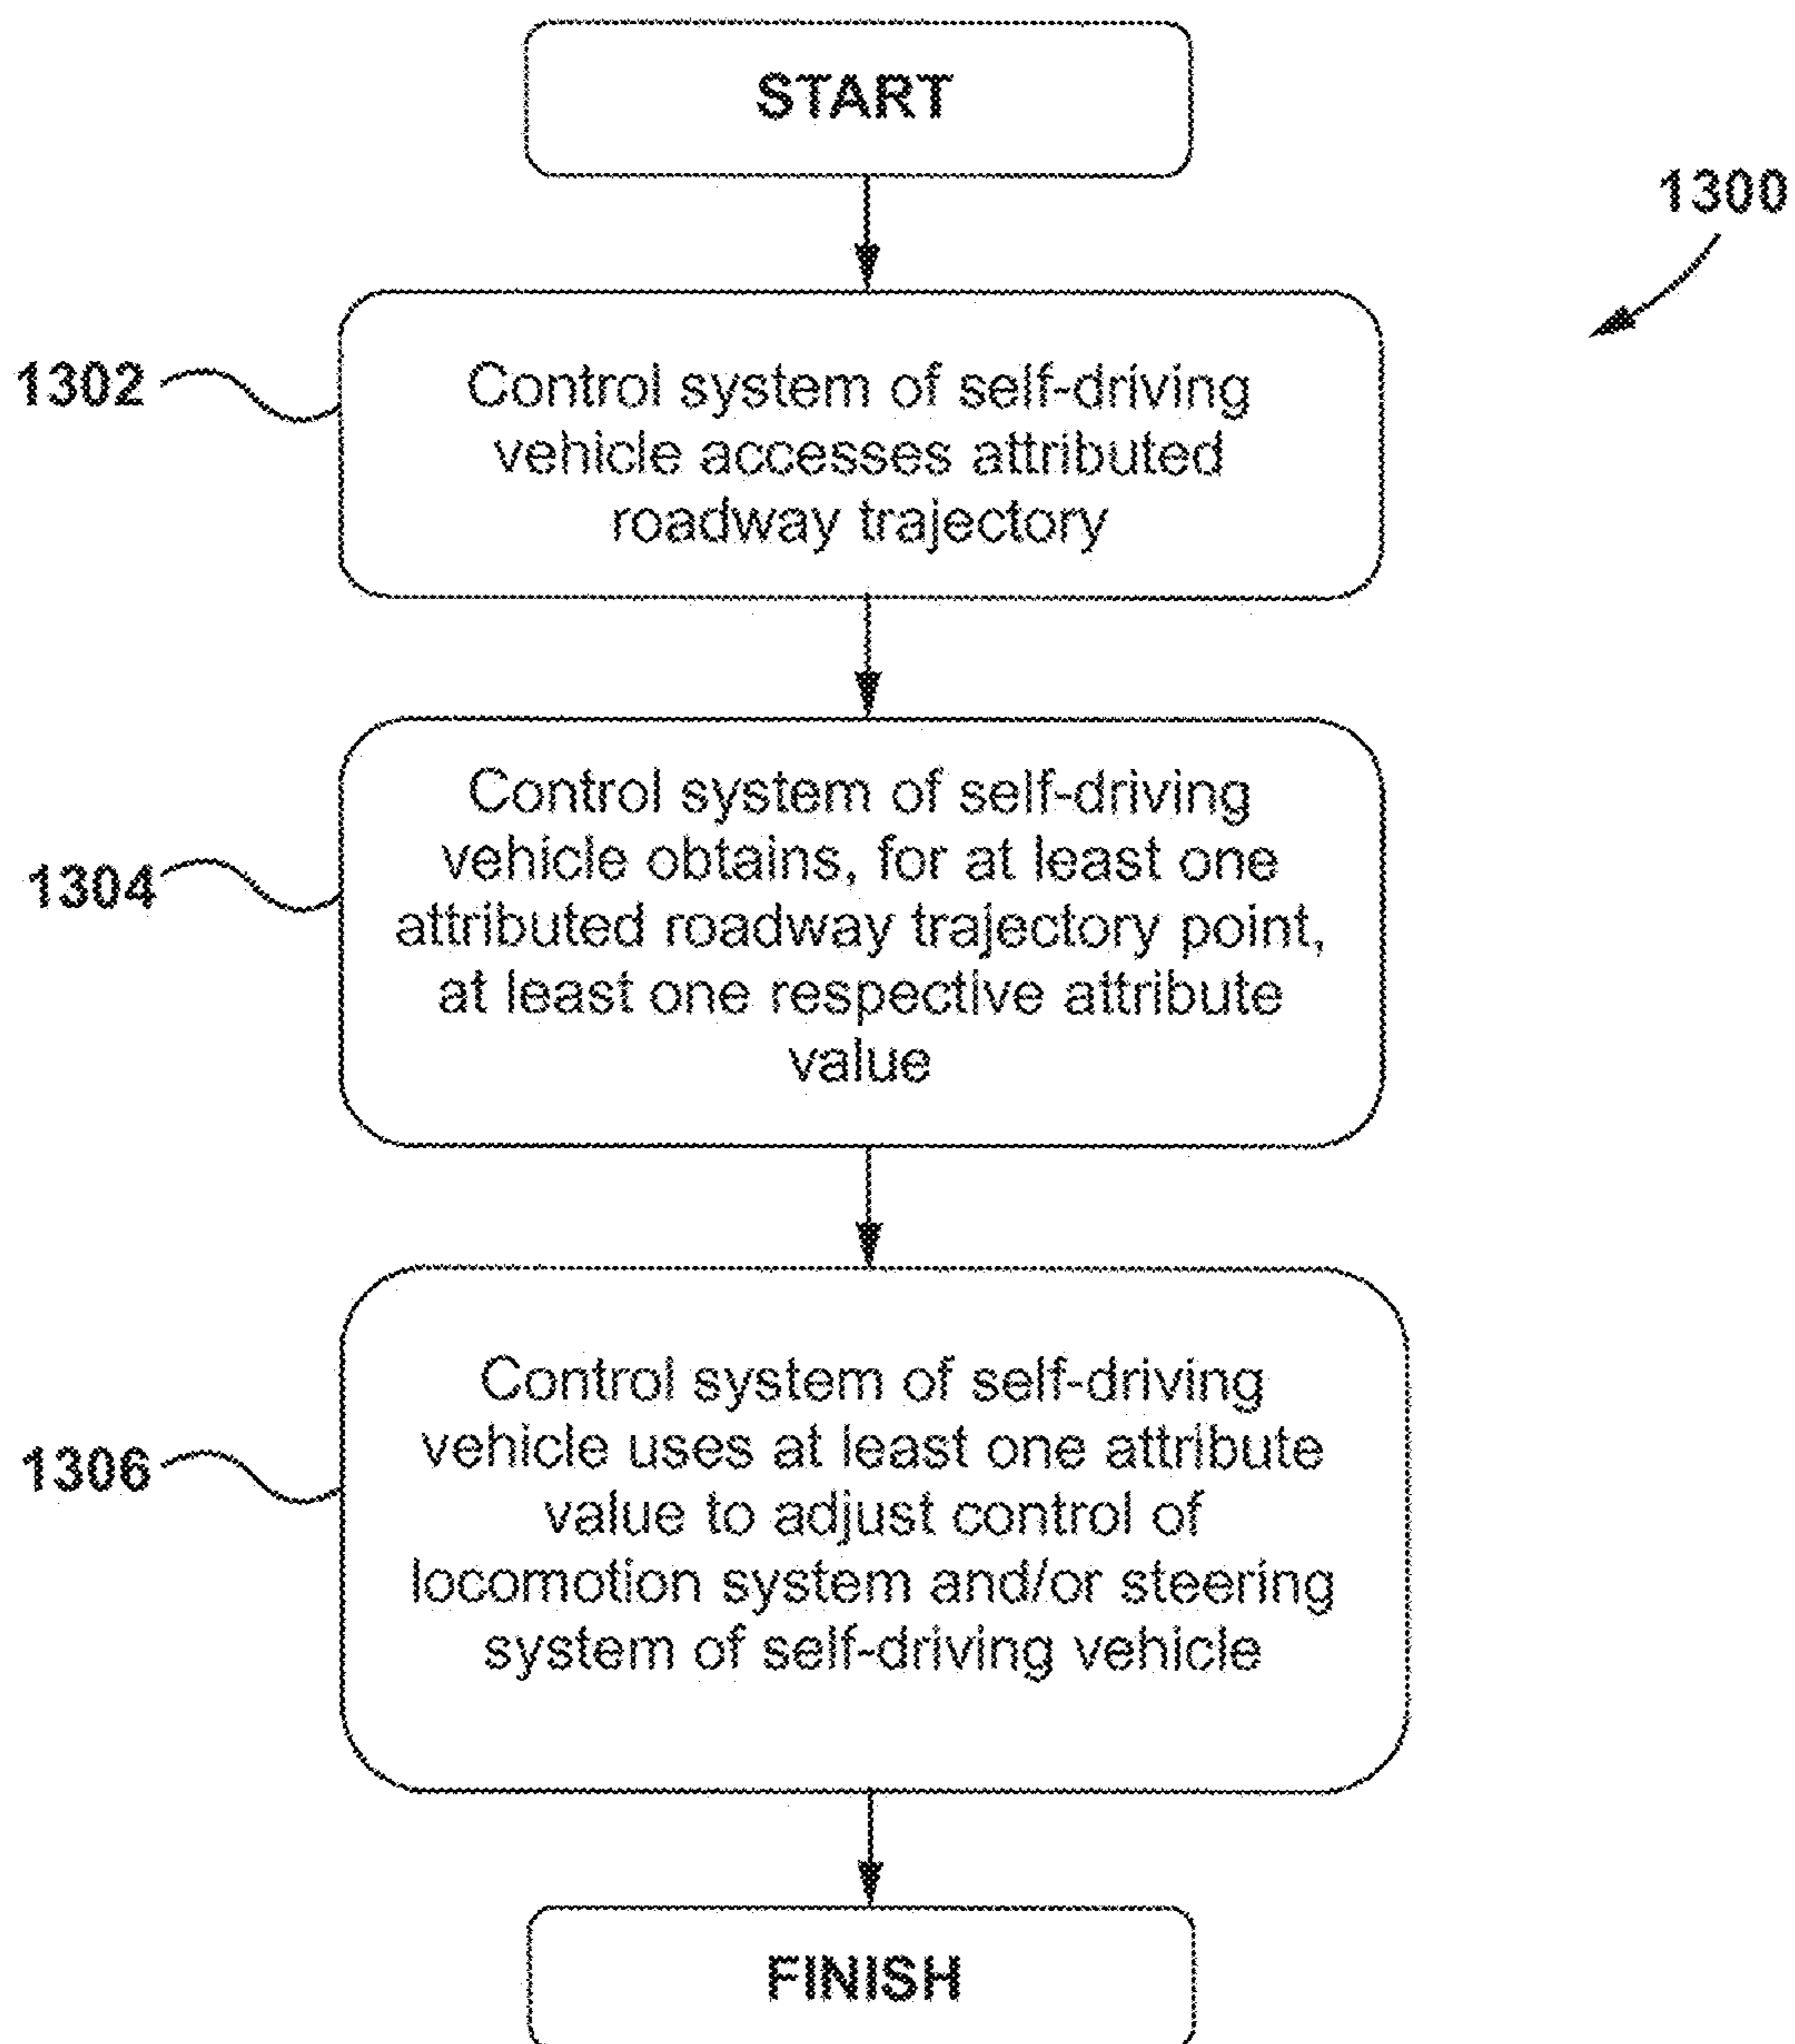 START
1300
1302
Control system of self-driving
vehicle accesses attributed
roadway trajectory
1304
Control system of self-driving
vehicle obtains, for at least one
attributed roadway trajectory point,
at least one respective attribute
value
1306
Control system of self-driving
vehicle uses at least one attribute
value to adjust control of
locomotion system and/or steering
system of self-driving vehicle
FINISH